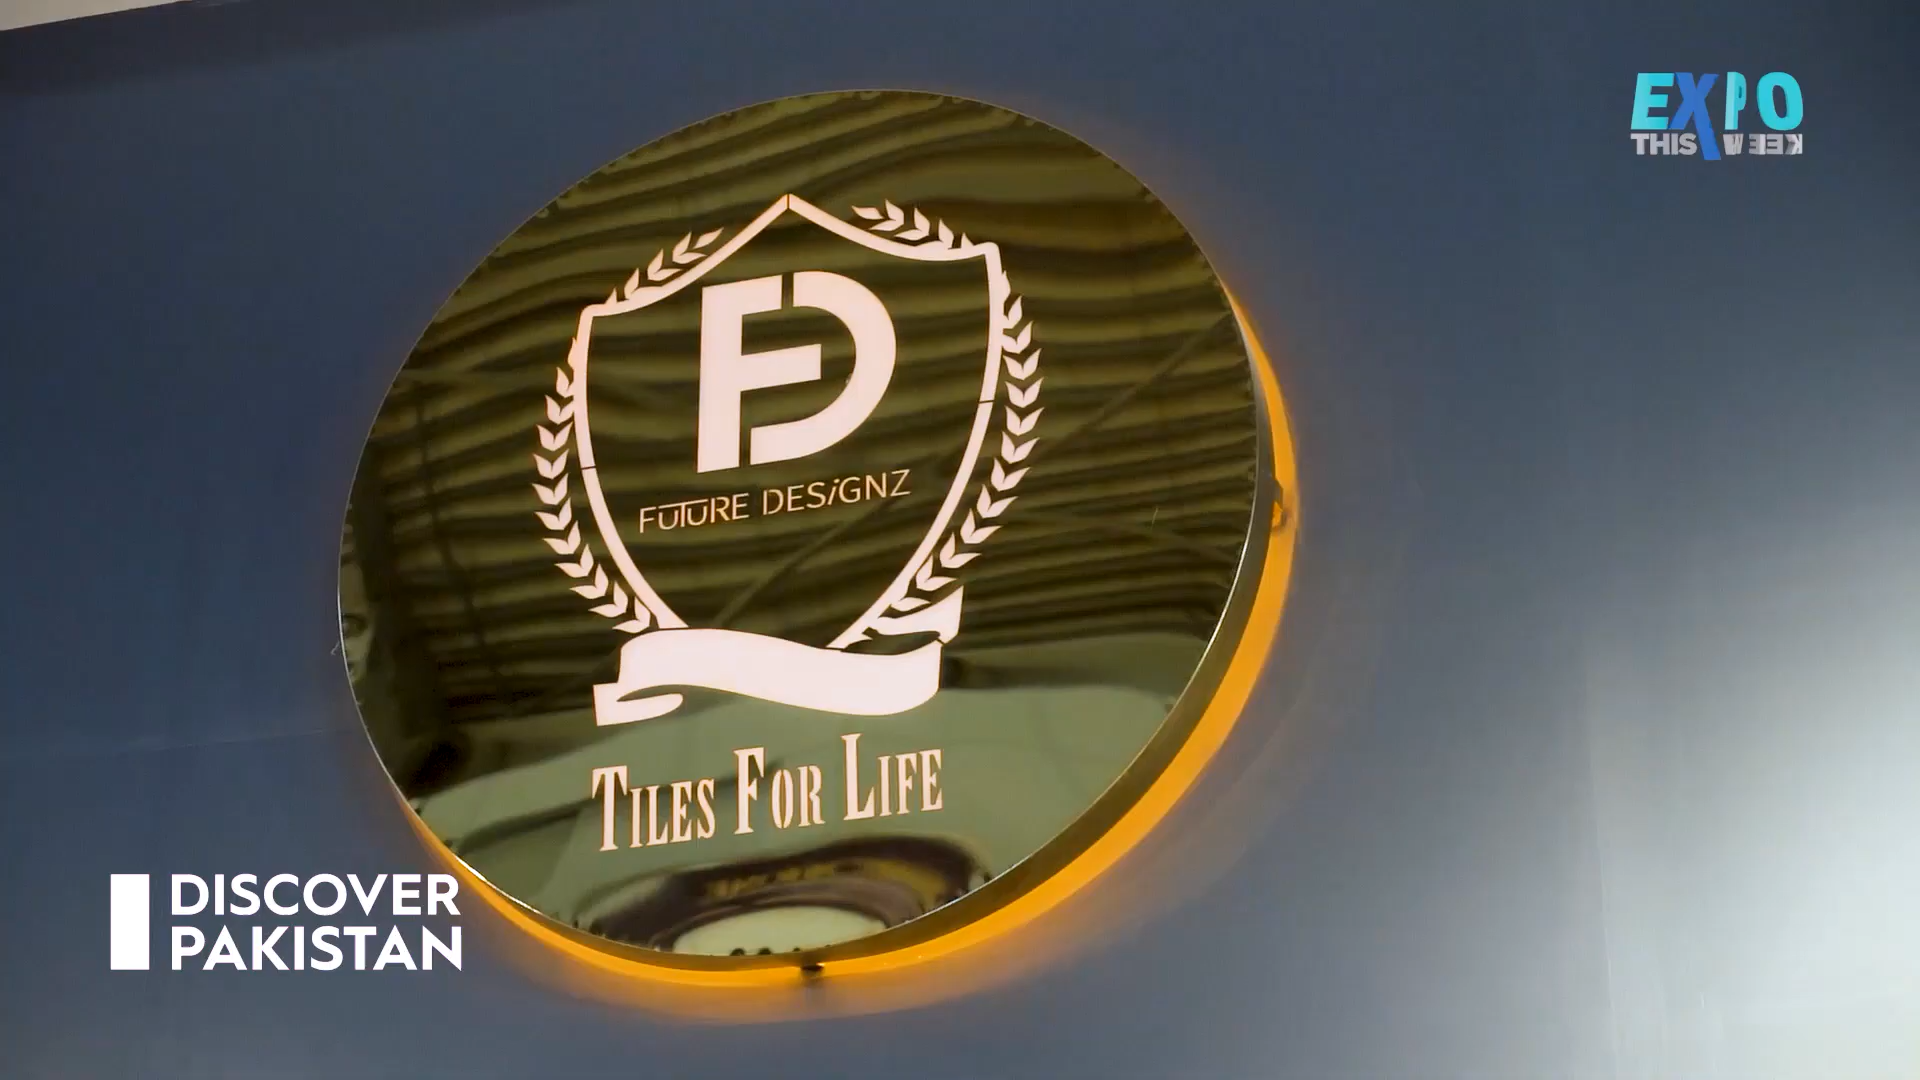 EXPO
THIS WEEK
FD
FUTURE DESiGNZ
TILES FOR LIFE
DISCOVER
PAKISTAN